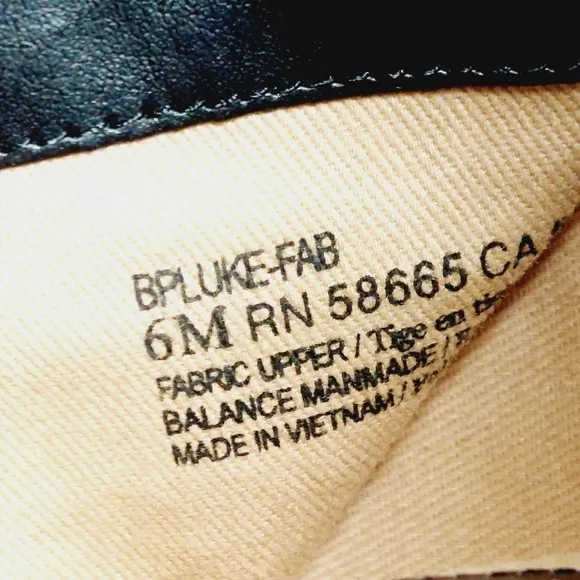 BPLUKE-FAB
6M RN 58665 CA
FABRIC UPPER / Tige en
BALANCE MANMADE /
MADE IN VIETNAM /